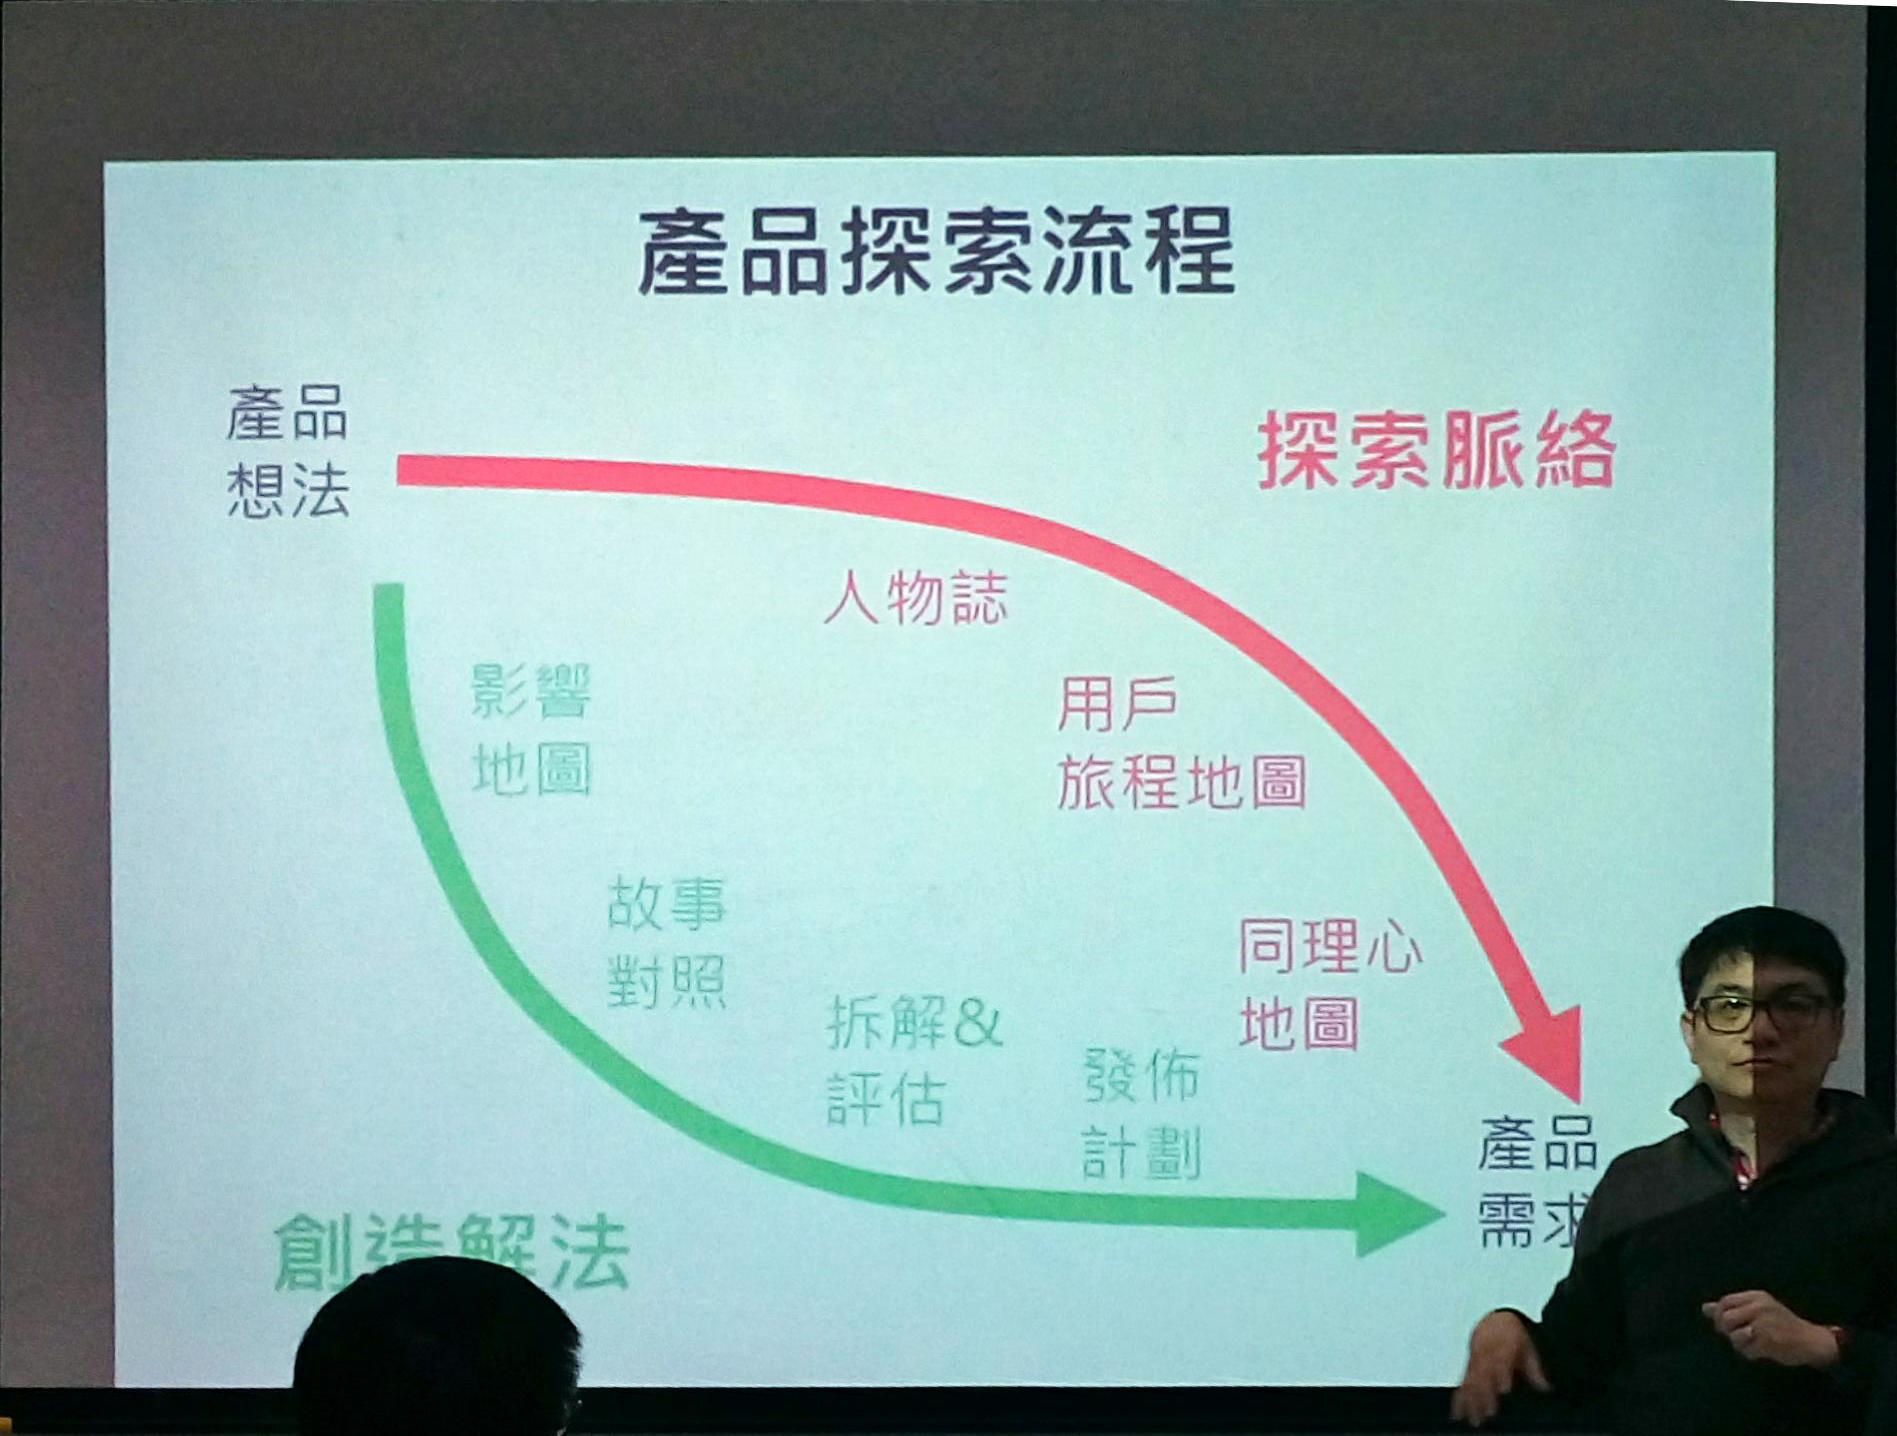 產品探索流程
產品
想法
探索脈絡
人物誌
用戶
旅程地圖
同理心
地圖
影響
地圖
故事
對照
拆解&
評估
發佈
計劃
產品
需求
創造解法